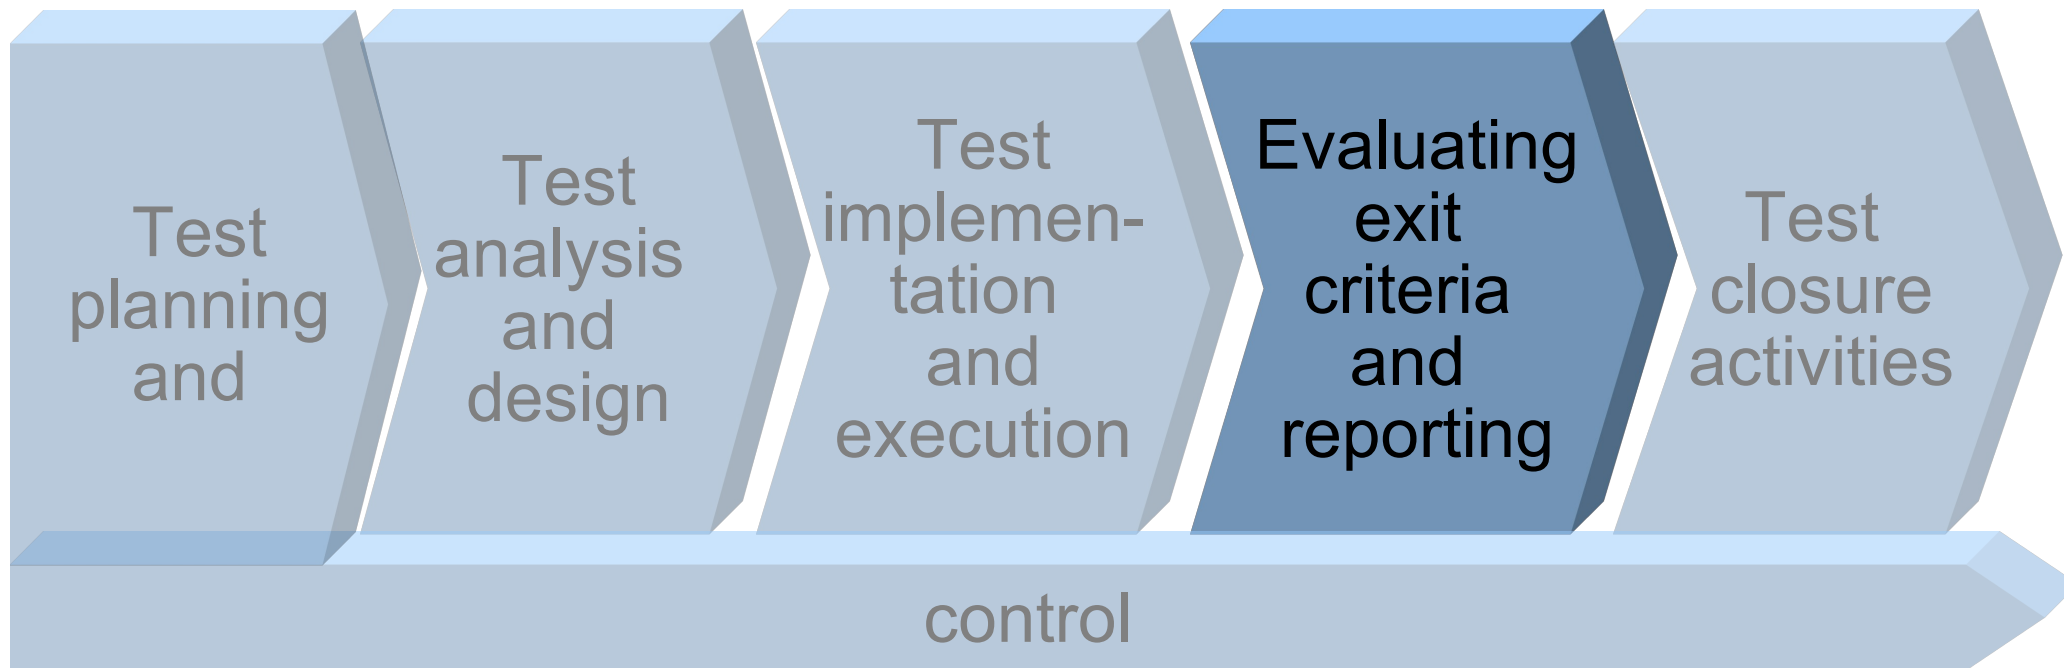 Test
planning
and
Test
analysis
and
design
Test
implemen-
tation
and
execution
Evaluating
exit
criteria
and
reporting
Test
closure
activities
control